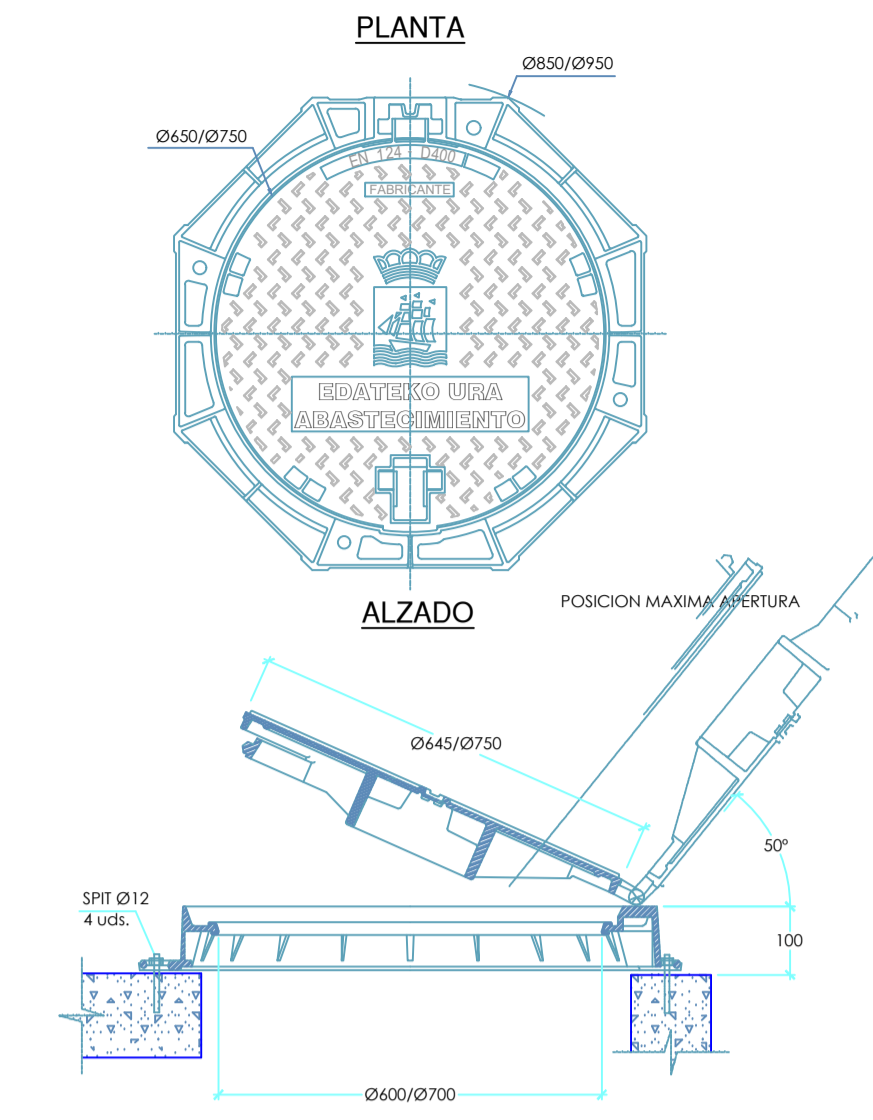 PLANTA
Ø850/Ø950
Ø650/Ø750
EN 124 - D400
FABRICANTE
EDATEKO URA
ABASTECIMIENTO
ALZADO
POSICION MAXIMA APERTURA
Ø645/Ø750
50º
SPIT Ø12
4 uds.
100
Ø600/Ø700